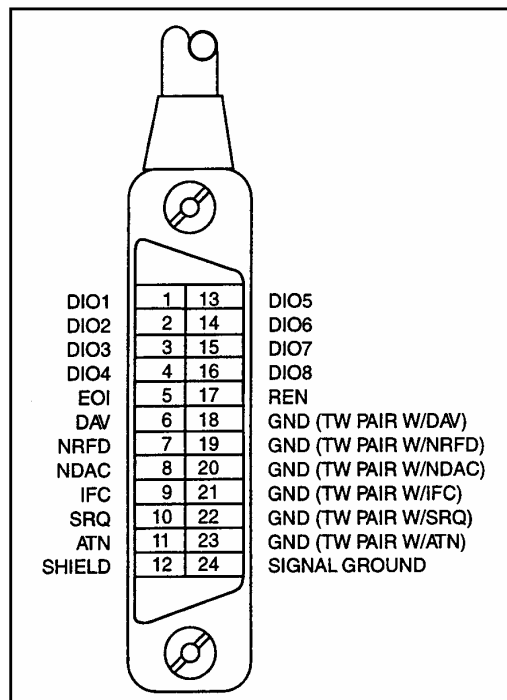 DIO1 1 13 DIO5
DIO2 2 14 DIO6
DIO3 3 15 DIO7
DIO4 4 16 DIO8
EOI 5 17 REN
DAV 6 18 GND (TW PAIR W/DAV)
NRFD 7 19 GND (TW PAIR W/NRFD)
NDAC 8 20 GND (TW PAIR W/NDAC)
IFC 9 21 GND (TW PAIR W/IFC)
SRQ 10 22 GND (TW PAIR W/SRQ)
ATN 11 23 GND (TW PAIR W/ATN)
SHIELD 12 24 SIGNAL GROUND